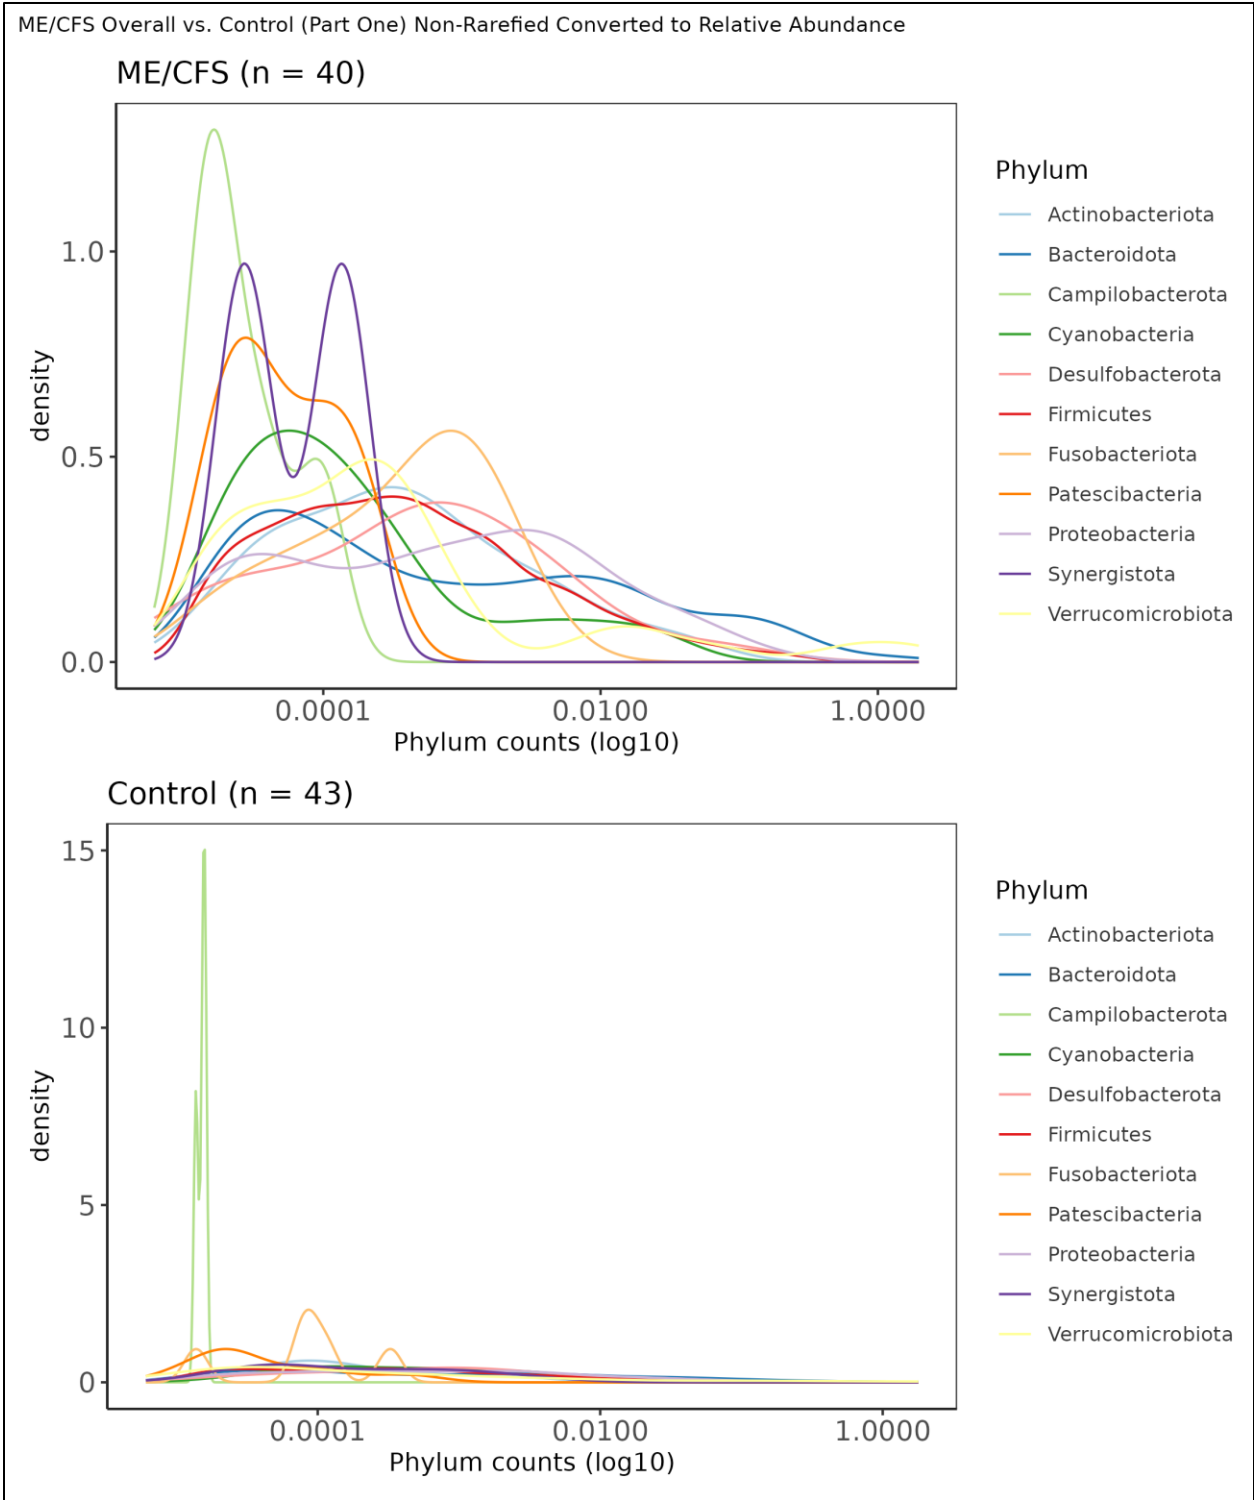 ME/CFS Overall vs. Control (Part One) Non-Rarefied Converted to Relative Abundance
ME/CFS (n = 40)
density
1.0
0.5
0.0
0.0001
0.0100
1.0000
Phylum counts (log10)
Phylum
Actinobacteriota
Bacteroidota
Campilobacterota
Cyanobacteria
Desulfobacterota
Firmicutes
Fusobacteriota
Patescibacteria
Proteobacteria
Synergistota
Verrucomicrobiota
Control (n = 43)
density
15
10
5
0
0.0001
0.0100
1.0000
Phylum counts (log10)
Phylum
Actinobacteriota
Bacteroidota
Campilobacterota
Cyanobacteria
Desulfobacterota
Firmicutes
Fusobacteriota
Patescibacteria
Proteobacteria
Synergistota
Verrucomicrobiota